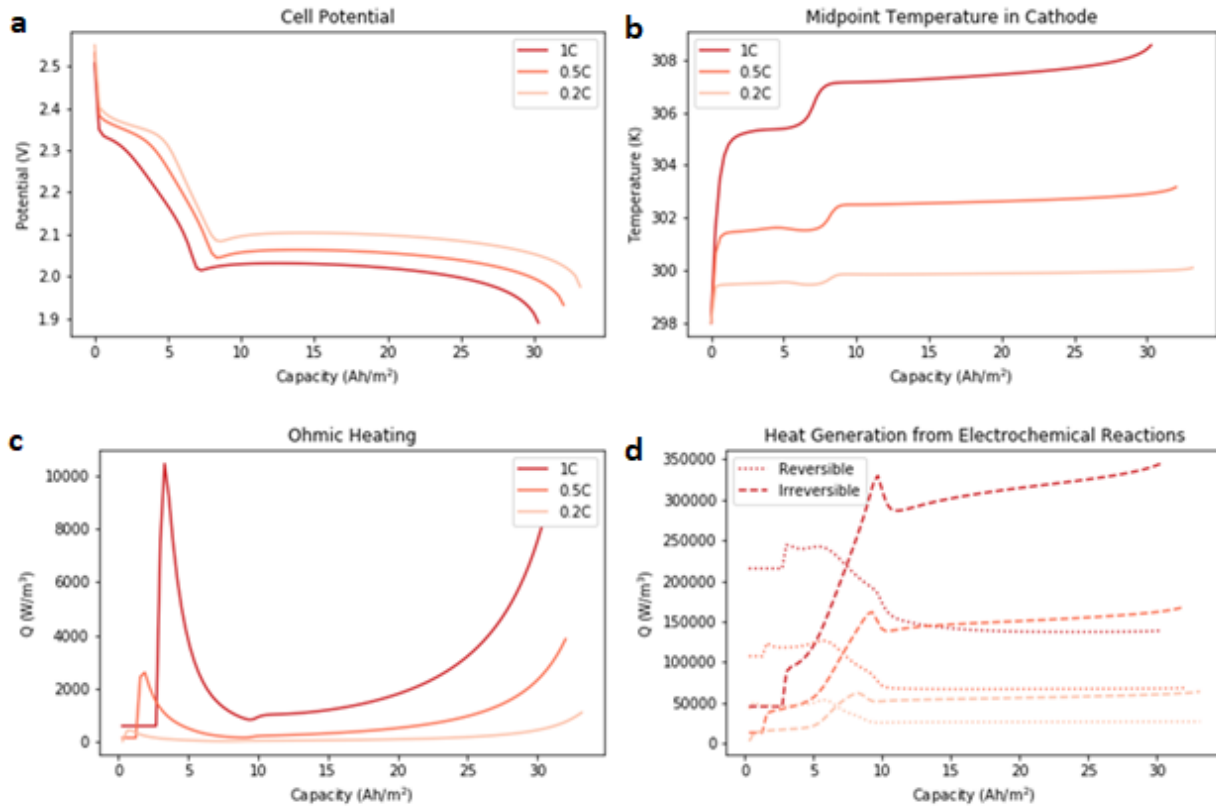 a
Cell Potential
1C
0.5C
0.2C
2.5
2.4
2.3
2.2
2.1
2.0
1.9
Potential (V)
0 5 10 15 20 25 30
Capacity (Ah/m²)
b
Midpoint Temperature in Cathode
1C
0.5C
0.2C
308
306
304
302
300
298
Temperature (K)
0 5 10 15 20 25 30
Capacity (Ah/m²)
c
Ohmic Heating
1C
0.5C
0.2C
10000
8000
6000
4000
2000
0
Q (W/m³)
0 5 10 15 20 25 30
Capacity (Ah/m²)
d
Heat Generation from Electrochemical Reactions
Reversible
Irreversible
350000
300000
250000
200000
150000
100000
50000
0
Q (W/m³)
0 5 10 15 20 25 30
Capacity (Ah/m²)